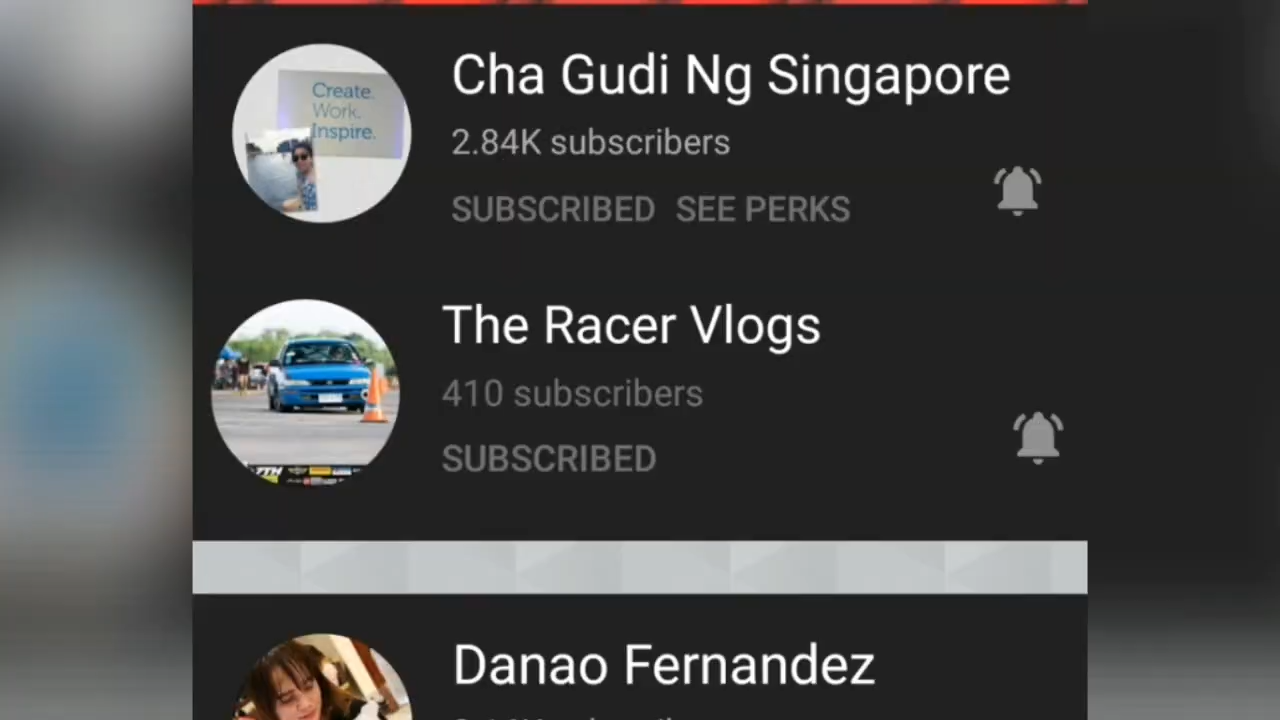 Create.
Work.
Inspire.
Cha Gudi Ng Singapore
2.84K subscribers
SUBSCRIBED SEE PERKS
The Racer Vlogs
410 subscribers
SUBSCRIBED
Danao Fernandez